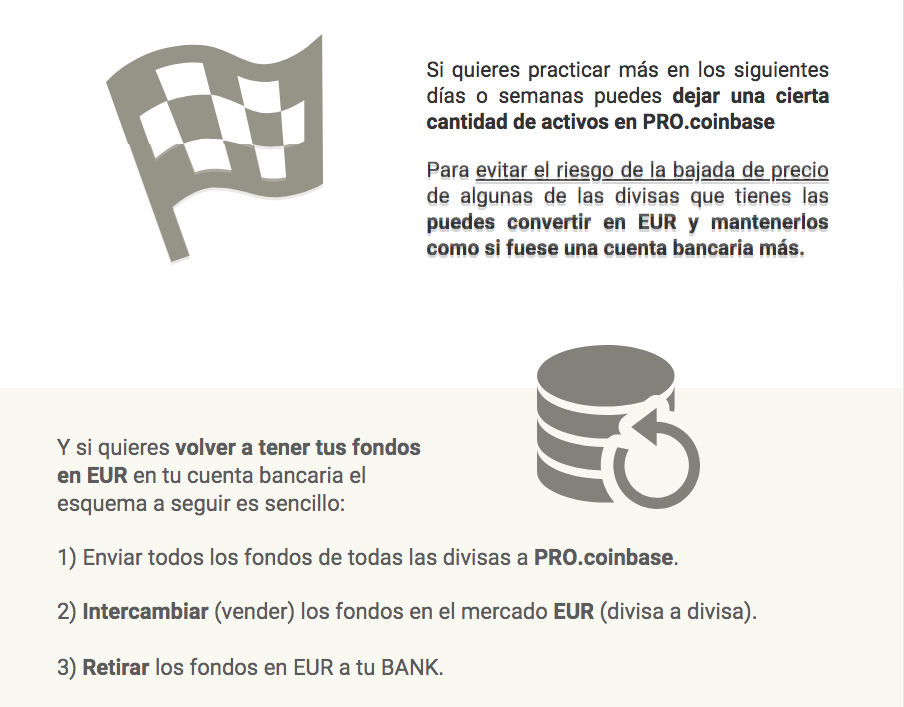 Si quieres practicar más en los siguientes
días o semanas puedes dejar una cierta
cantidad de activos en PRO.coinbase
Para evitar el riesgo de la bajada de precio
de algunas de las divisas que tienes las
puedes convertir en EUR y mantenerlos
como si fuese una cuenta bancaria más.
Y si quieres volver a tener tus fondos
en EUR en tu cuenta bancaria el
esquema a seguir es sencillo:
1) Enviar todos los fondos de todas las divisas a PRO.coinbase.
2) Intercambiar (vender) los fondos en el mercado EUR (divisa a divisa).
3) Retirar los fondos en EUR a tu BANK.